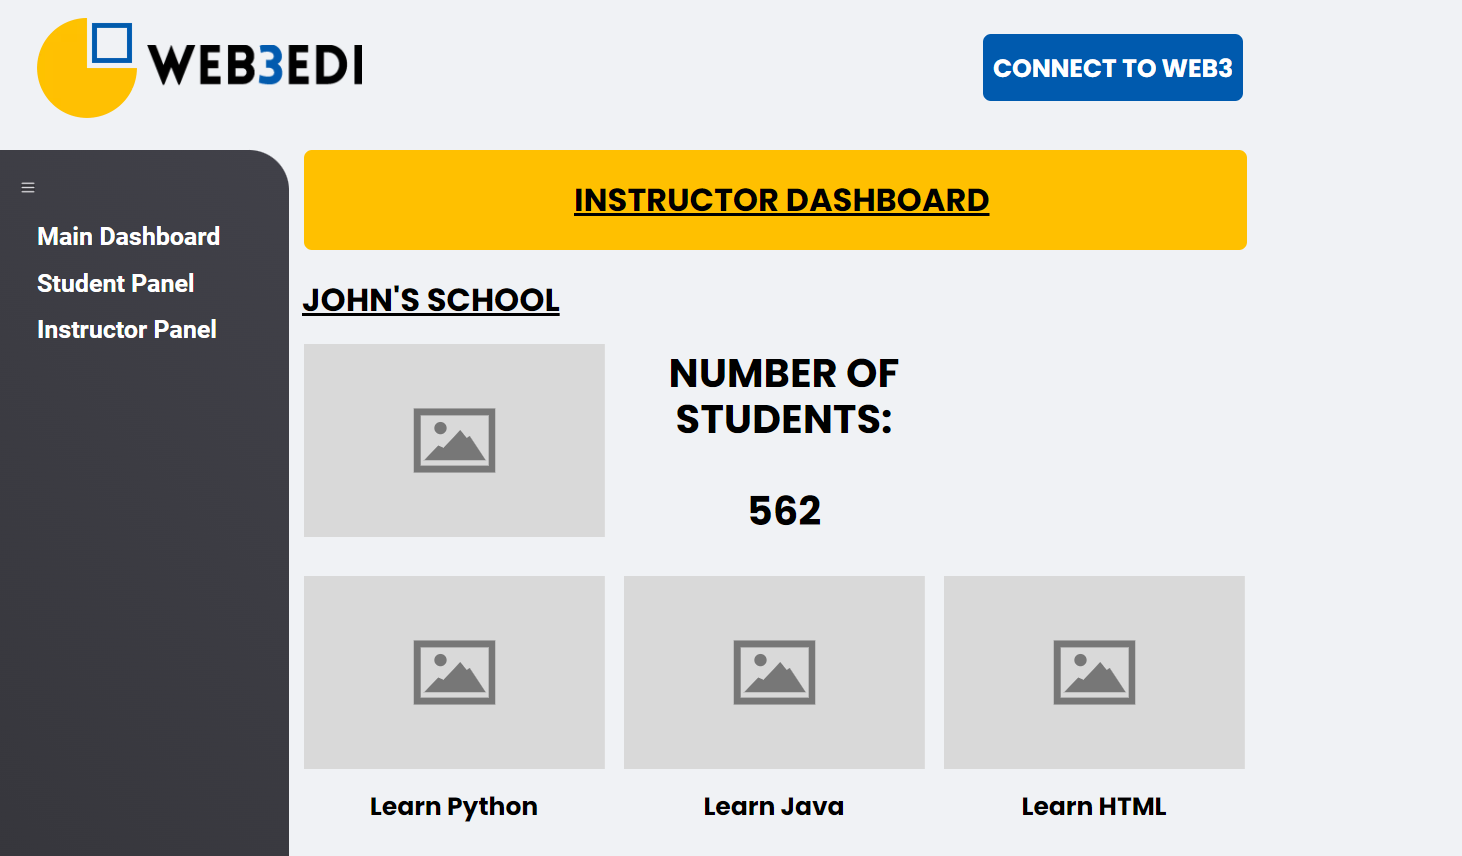 WEB3EDI
CONNECT TO WEB3
INSTRUCTOR DASHBOARD
Main Dashboard
Student Panel
Instructor Panel
JOHN'S SCHOOL
NUMBER OF
STUDENTS:
562
Learn Python
Learn Java
Learn HTML